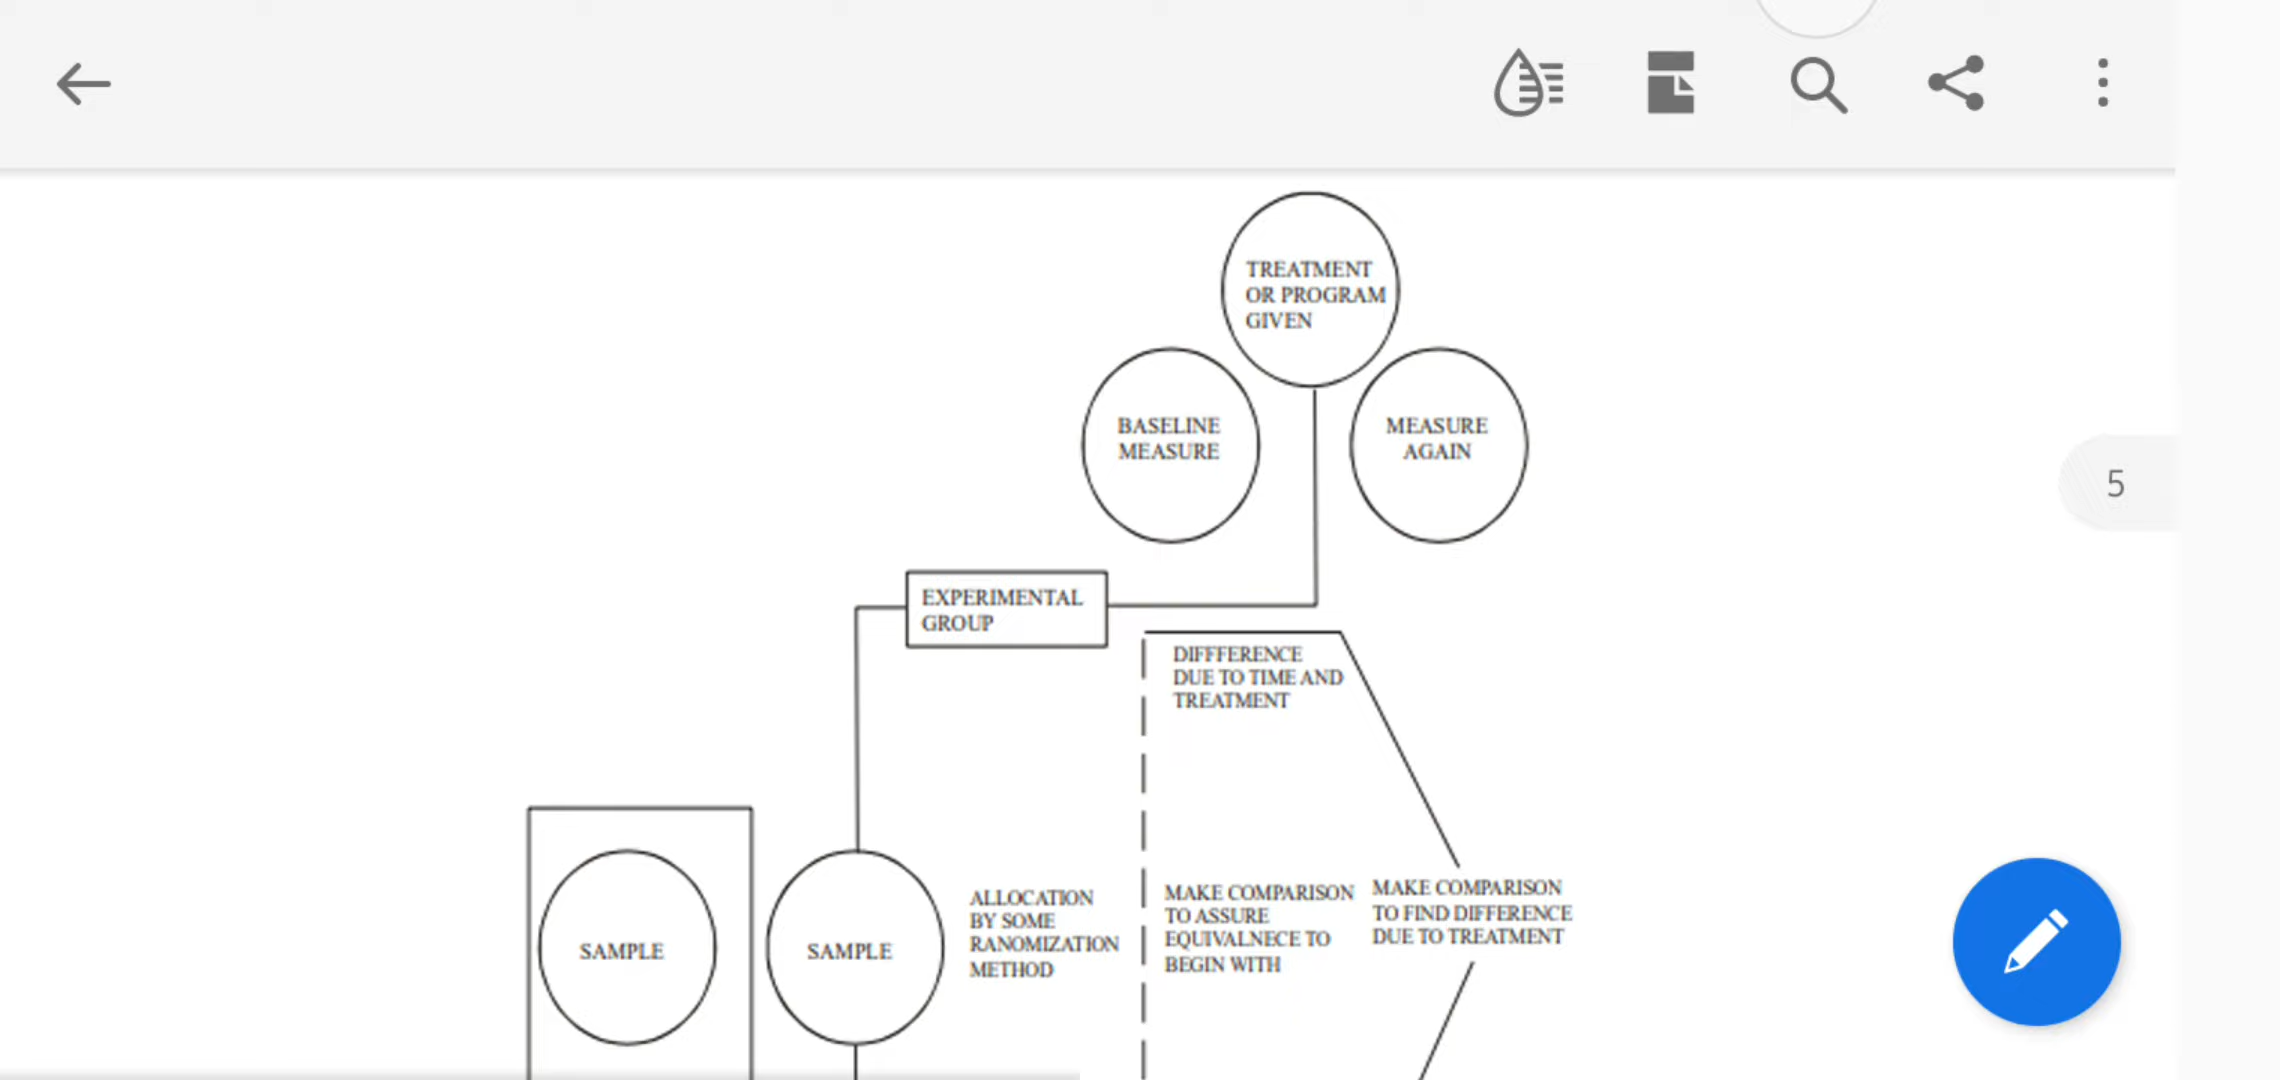 TREATMENT
OR PROGRAM
GIVEN
BASELINE
MEASURE
MEASURE
AGAIN
5
EXPERIMENTAL
GROUP
DIFFFERENCE
DUE TO TIME AND
TREATMENT
SAMPLE
SAMPLE
ALLOCATION
BY SOME
RANOMIZATION
METHOD
MAKE COMPARISON
TO ASSURE
EQUIVALNECE TO
BEGIN WITH
MAKE COMPARISON
TO FIND DIFFERENCE
DUE TO TREATMENT